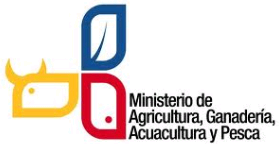 Ministerio de
Agricultura, Ganadería,
Acuacultura y Pesca